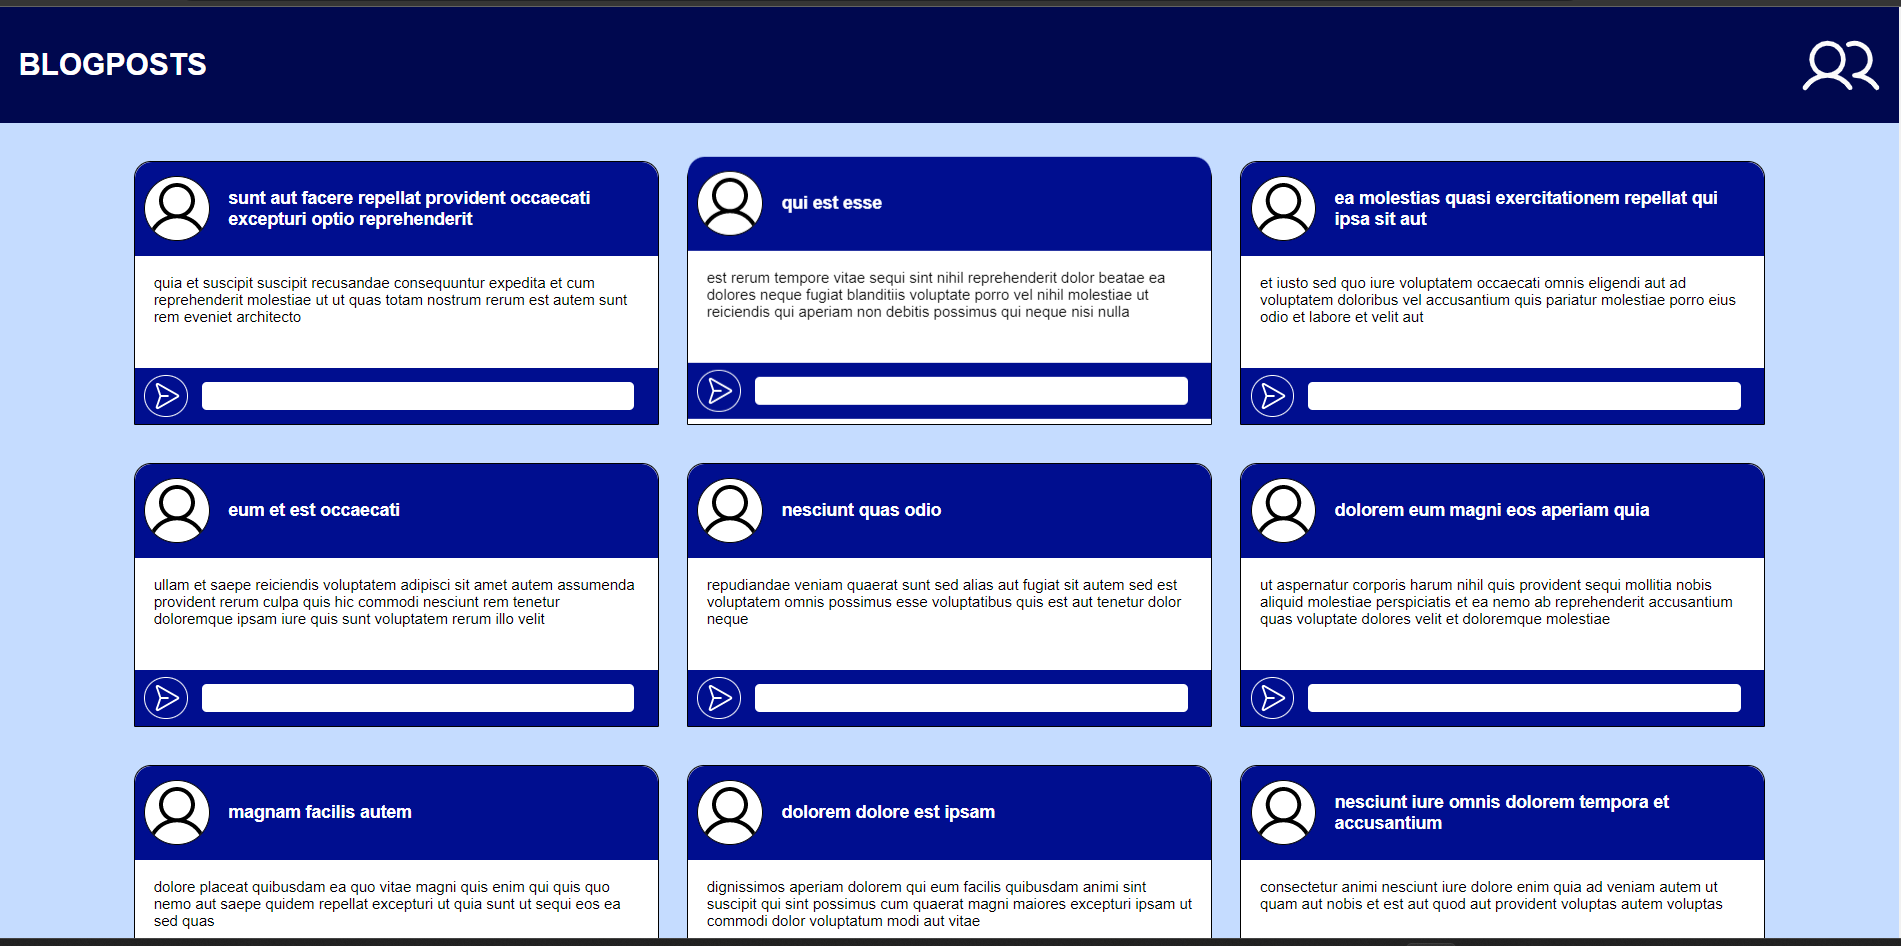 BLOGPOSTS
sunt aut facere repellat provident occaecati
excepturi optio reprehenderit
quia et suscipit suscipit recusandae consequuntur expedita et cum
reprehenderit molestiae ut ut quas totam nostrum rerum est autem sunt
rem eveniet architecto
qui est esse
est rerum tempore vitae sequi sint nihil reprehenderit dolor beatae ea
dolores neque fugiat blanditiis voluptate porro vel nihil molestiae ut
reiciendis qui aperiam non debitis possimus qui neque nisi nulla
ea molestias quasi exercitationem repellat qui
ipsa sit aut
et iusto sed quo iure voluptatem occaecati omnis eligendi aut ad
voluptatem doloribus vel accusantium quis pariatur molestiae porro eius
odio et labore et velit aut
eum et est occaecati
ullam et saepe reiciendis voluptatem adipisci sit amet autem assumenda
provident rerum culpa quis hic commodi nesciunt rem tenetur
doloremque ipsam iure quis sunt voluptatem rerum illo velit
nesciunt quas odio
repudiandae veniam quaerat sunt sed alias aut fugiat sit autem sed est
voluptatem omnis possimus esse voluptatibus quis est aut tenetur dolor
neque
dolorem eum magni eos aperiam quia
ut aspernatur corporis harum nihil quis provident sequi mollitia nobis
aliquid molestiae perspiciatis et ea nemo ab reprehenderit accusantium
quas voluptate dolores velit et doloremque molestiae
magnam facilis autem
dolore placeat quibusdam ea quo vitae magni quis enim qui quis quo
nemo aut saepe quidem repellat excepturi ut quia sunt ut sequi eos ea
sed quas
dolorem dolore est ipsam
dignissimos aperiam dolorem qui eum facilis quibusdam animi sint
suscipit qui sint possimus cum quaerat magni maiores excepturi ipsam ut
commodi dolor voluptatum modi aut vitae
nesciunt iure omnis dolorem tempora et
accusantium
consectetur animi nesciunt iure dolore enim quia ad veniam autem ut
quam aut nobis et est aut quod aut provident voluptas autem voluptas